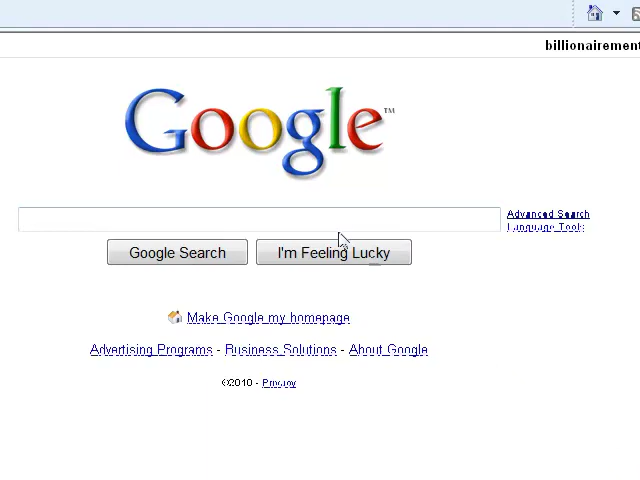 billionairement
Google™
Advanced Search
Language Tools
Google Search
I'm Feeling Lucky
Make Google my homepage
Advertising Programs - Business Solutions - About Google
©2010 - Privacy